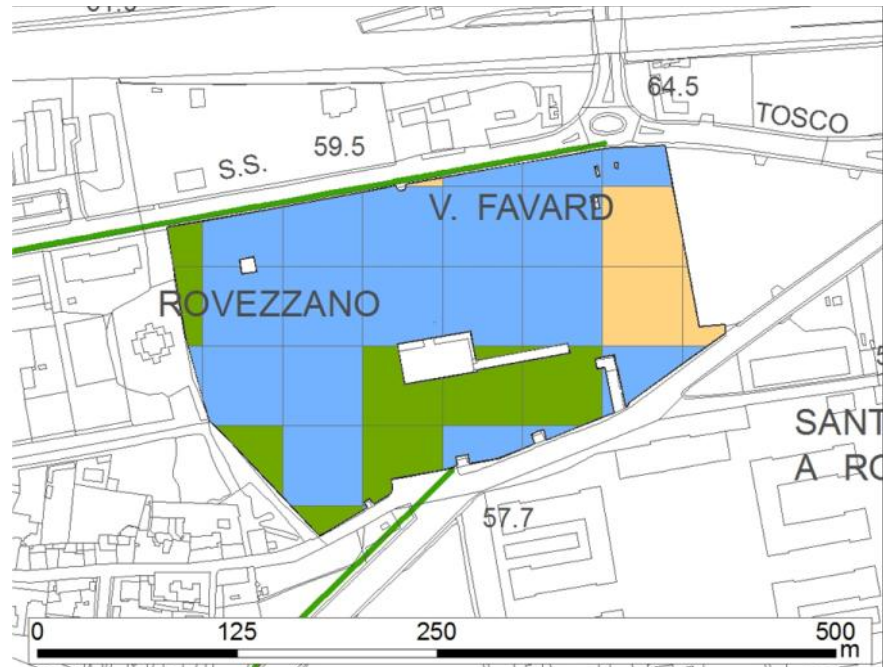 64.5
TOSCO
59.5
S.S.
V. FAVARD
ROVEZZANO
SANT
A RO
57.7
0 125 250 500
m